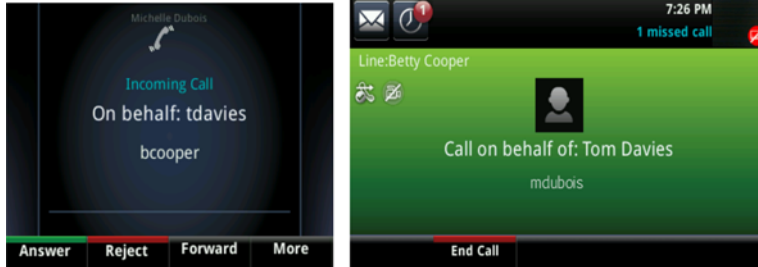 Michelle Dubois
Incoming Call
On behalf: tdavies
bcooper
Answer Reject Forward More
1
7:26 PM
1 missed call
Line:Betty Cooper
Call on behalf of: Tom Davies
mdubois
End Call